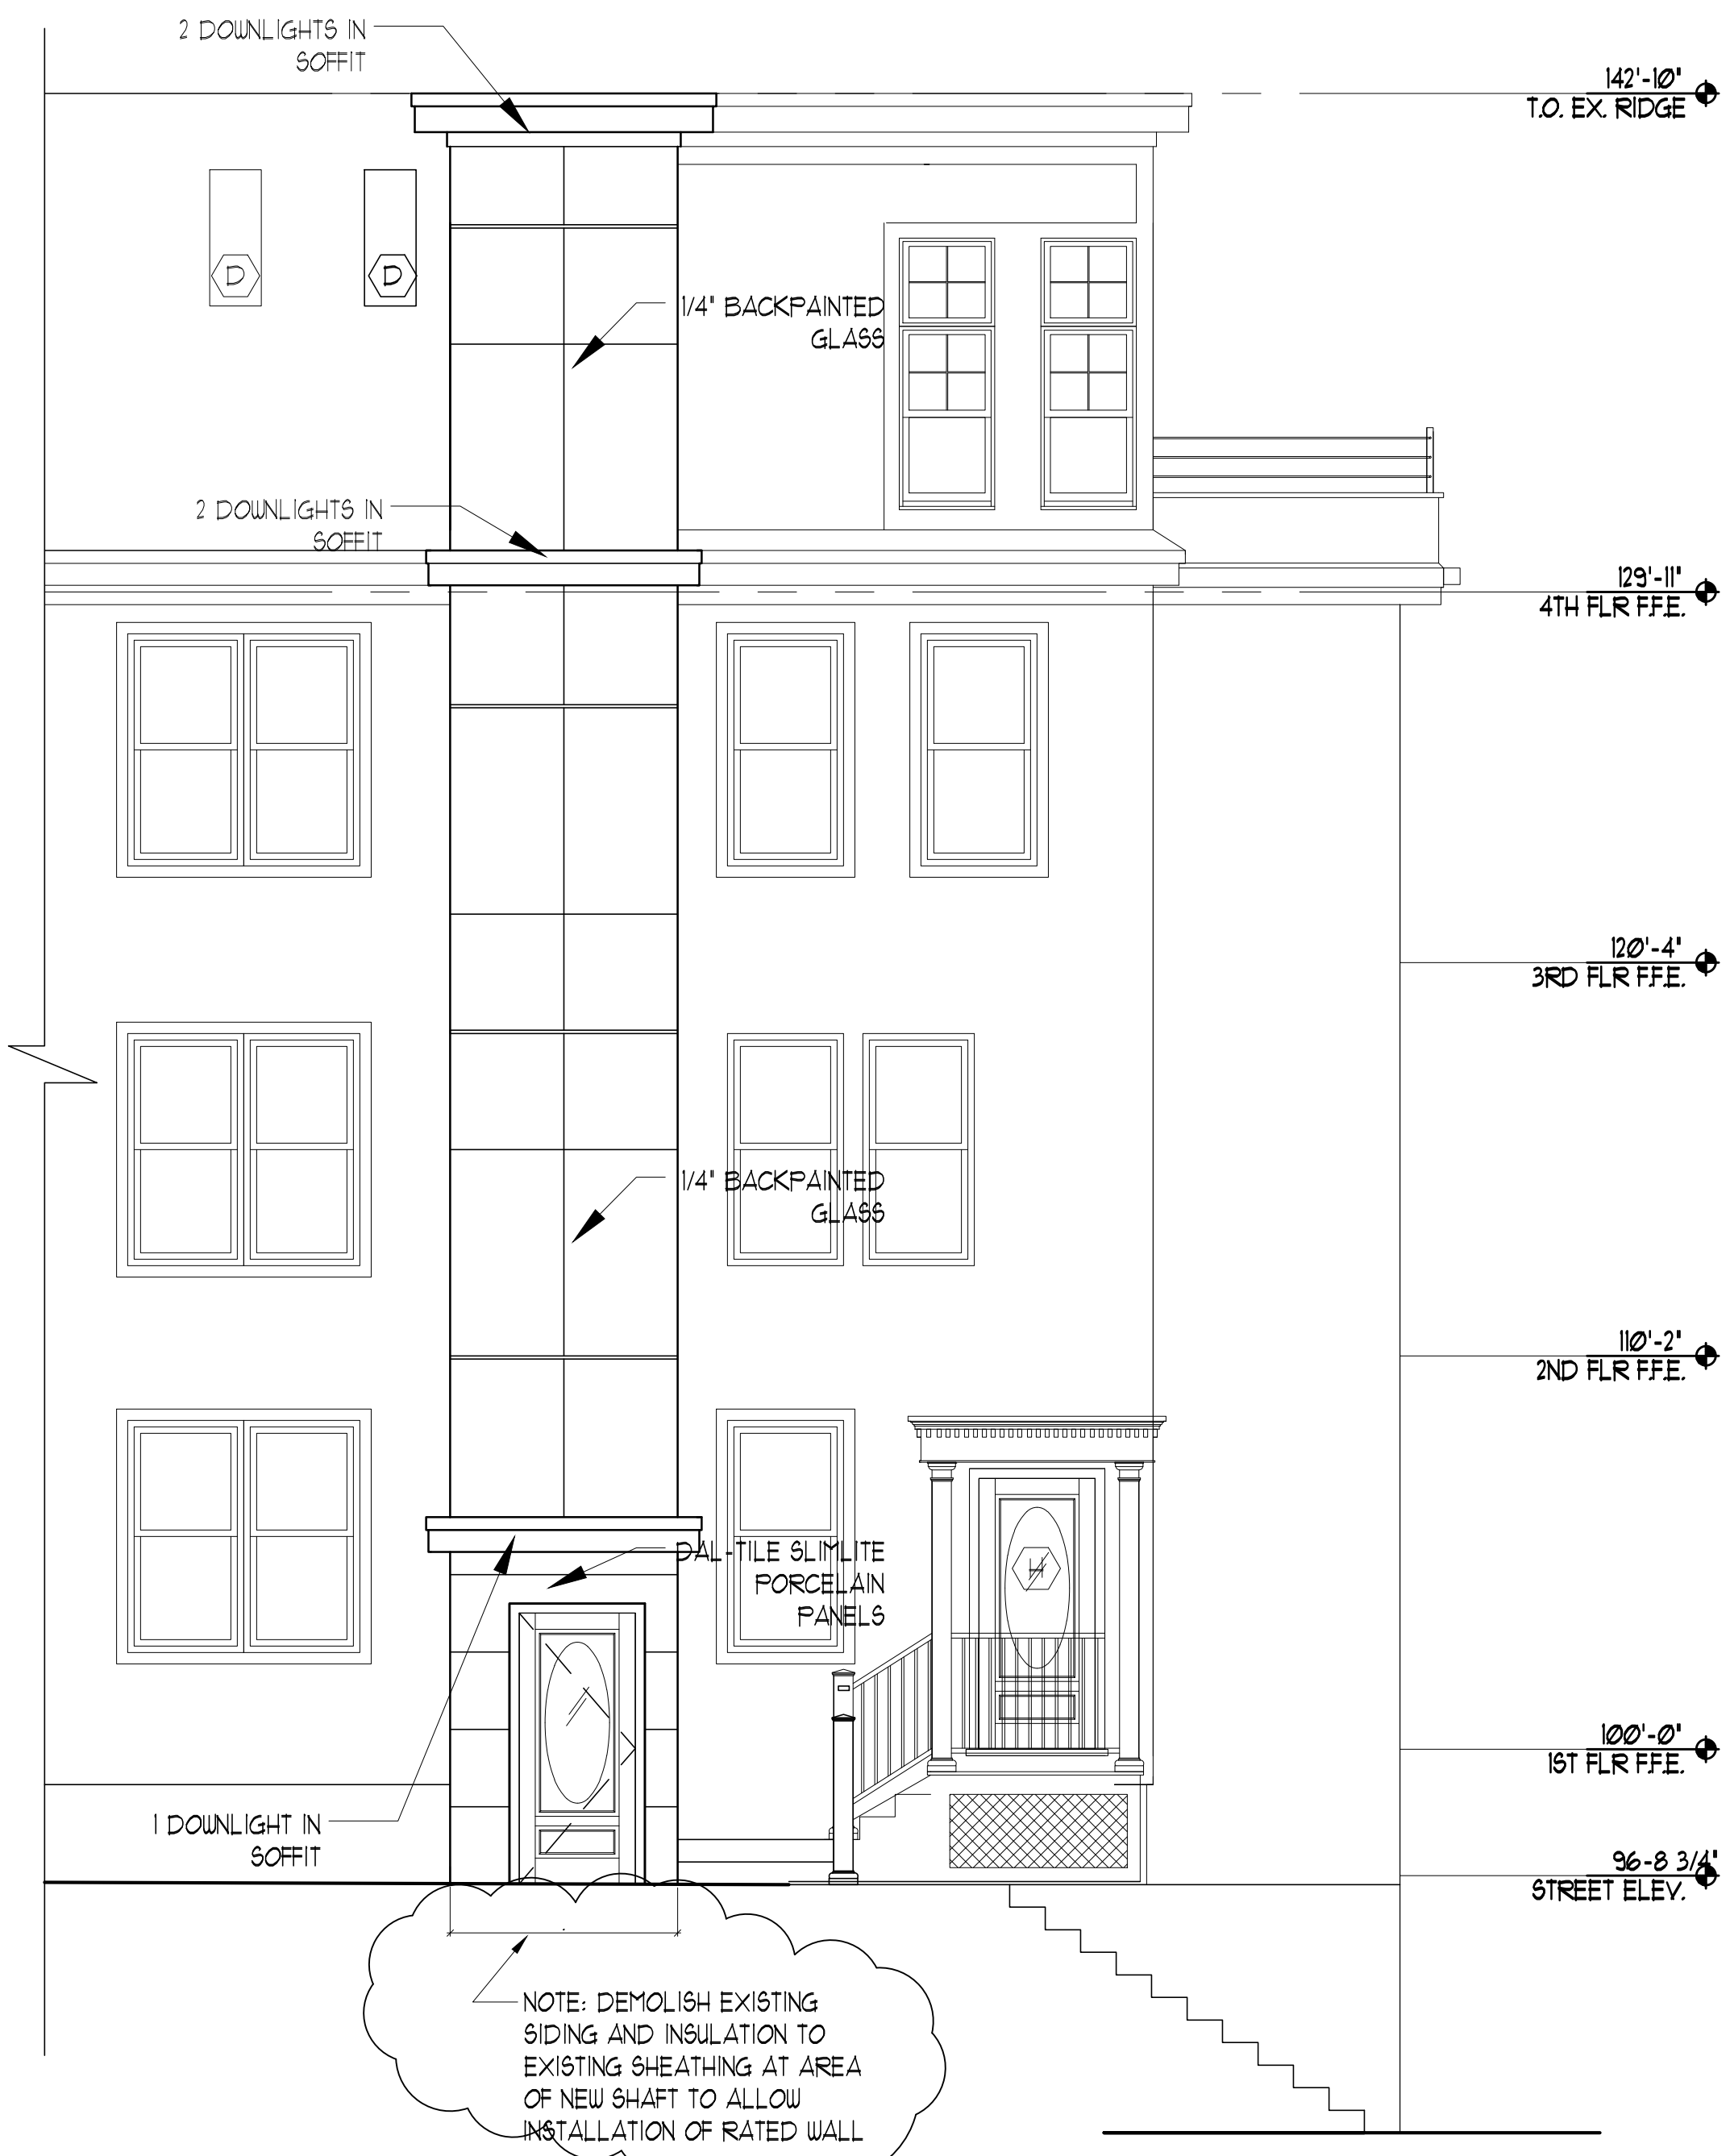 2 DOWNLIGHTS IN
SOFFIT
142'-10"
T.O. EX. RIDGE
D
D
1/4" BACKPAINTED
GLASS
2 DOWNLIGHTS IN
SOFFIT
129'-11"
4TH FLR F.F.E.
120'-4"
3RD FLR F.F.E.
1/4" BACKPAINTED
GLASS
110'-2"
2ND FLR F.F.E.
DAL-TILE SLIMLITE
PORCELAIN
PANELS
H
100'-0"
1ST FLR F.F.E.
1 DOWNLIGHT IN
SOFFIT
96-8 3/4"
STREET ELEV.
NOTE: DEMOLISH EXISTING
SIDING AND INSULATION TO
EXISTING SHEATHING AT AREA
OF NEW SHAFT TO ALLOW
INSTALLATION OF RATED WALL